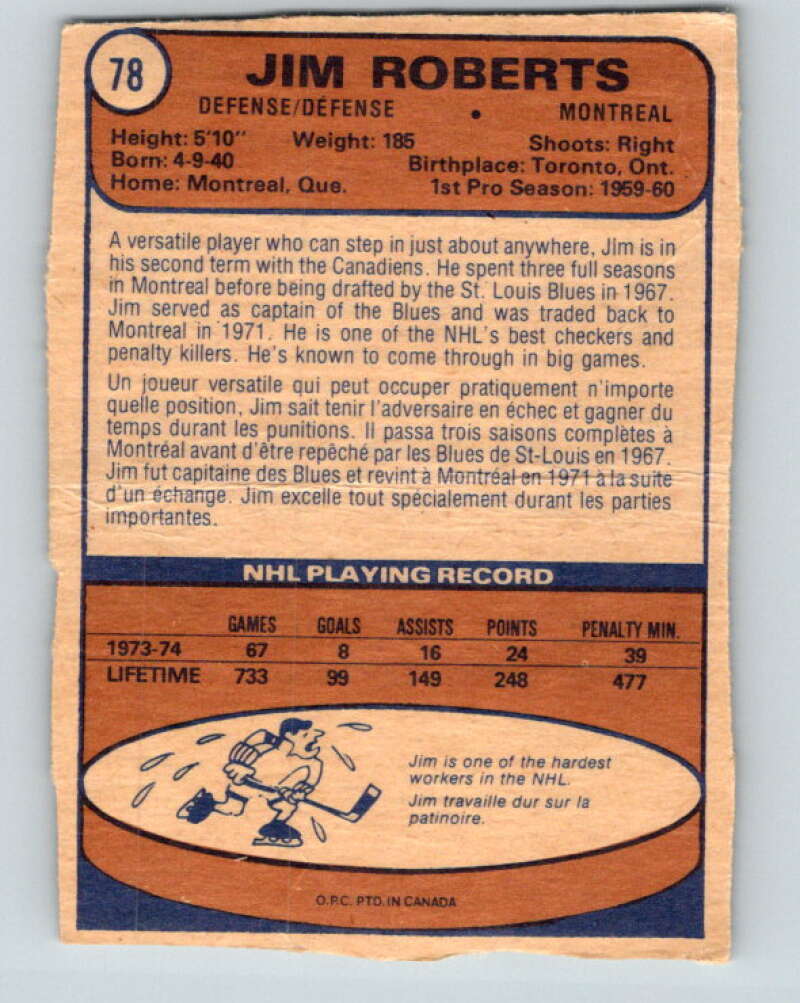 78
JIM ROBERTS
DEFENSE/DÉFENSE • MONTREAL
Height: 5'10" Weight: 185 Shoots: Right
Born: 4-9-40 Birthplace: Toronto, Ont.
Home: Montreal, Que. 1st Pro Season: 1959-60
A versatile player who can step in just about anywhere, Jim is in
his second term with the Canadiens. He spent three full seasons
in Montreal before being drafted by the St. Louis Blues in 1967.
Jim served as captain of the Blues and was traded back to
Montreal in 1971. He is one of the NHL's best checkers and
penalty killers. He's known to come through in big games.
Un joueur versatile qui peut occuper pratiquement n'importe
quelle position, Jim sait tenir l'adversaire en échec et gagner du
temps durant les punitions. Il passa trois saisons complètes à
Montréal avant d'être repêché par les Blues de St-Louis en 1967.
Jim fut capitaine des Blues et revint à Montréal en 1971 à la suite
d'un échange. Jim excelle tout spécialement durant les parties
importantes.
NHL PLAYING RECORD
GAMES GOALS ASSISTS POINTS PENALTY MIN.
1973-74 67 8 16 24 39
LIFETIME 733 99 149 248 477
Jim is one of the hardest
workers in the NHL.
Jim travaille dur sur la
patinoire.
O.P.C. PTD. IN CANADA